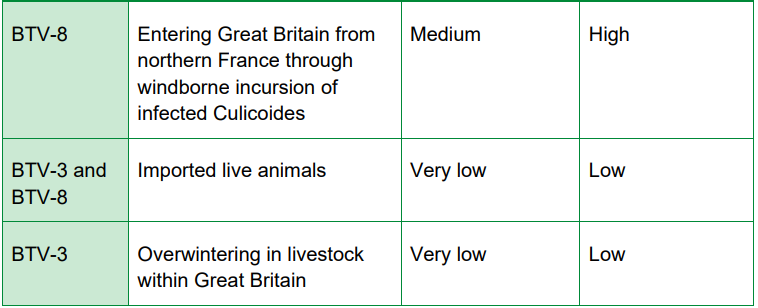 BTV-8
Entering Great Britain from
northern France through
windborne incursion of
infected Culicoides
Medium
High
BTV-3 and
BTV-8
Imported live animals
Very low
Low
BTV-3
Overwintering in livestock
within Great Britain
Very low
Low